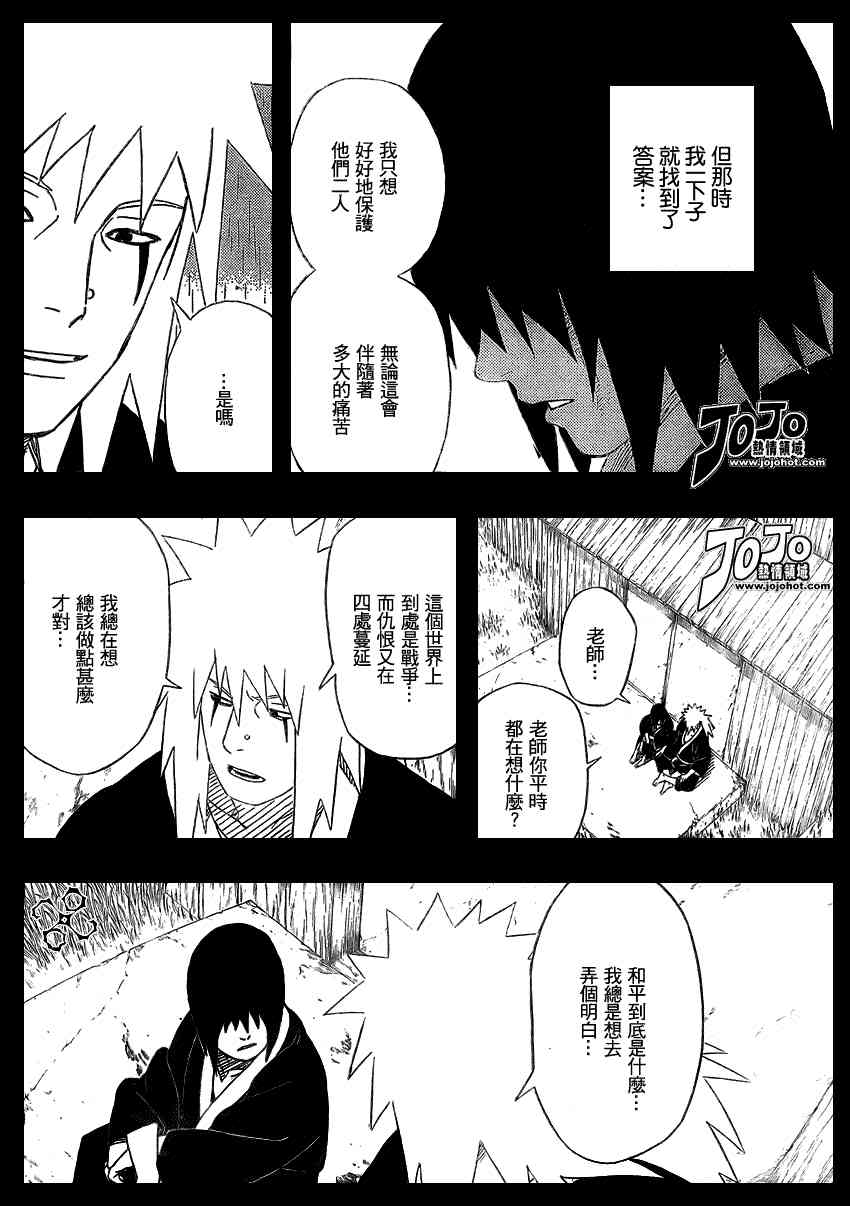 但那時
我一下子
就找到了
答案…
我只想
好好地保護
他們二人
無論這會
伴隨著
多大的痛苦
JOJO
熱情領域
www.jojohot.com
…是嗎
JOJO
熱情領域
www.jojohot.com
老師…
老師你平時
都在想什麼?
這個世界上
到處是戰爭…
而仇恨又在
四處蔓延
我總在想
總該做點甚麼
才對…
和平到底是什麼…
我總是想去
弄個明白…